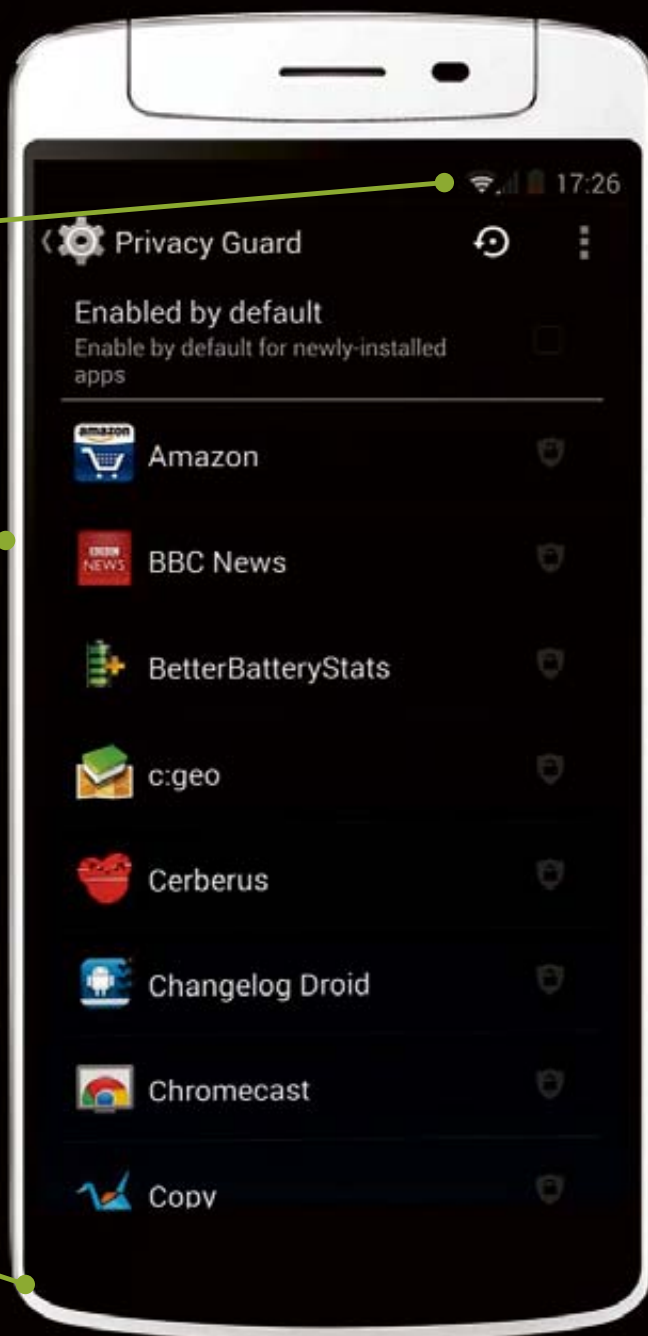 17:26
Privacy Guard
Enabled by default
Enable by default for newly-installed
apps
amazon
Amazon
BBC
NEWS
BBC News
BetterBatteryStats
c:geo
Cerberus
Changelog Droid
Chromecast
Copy